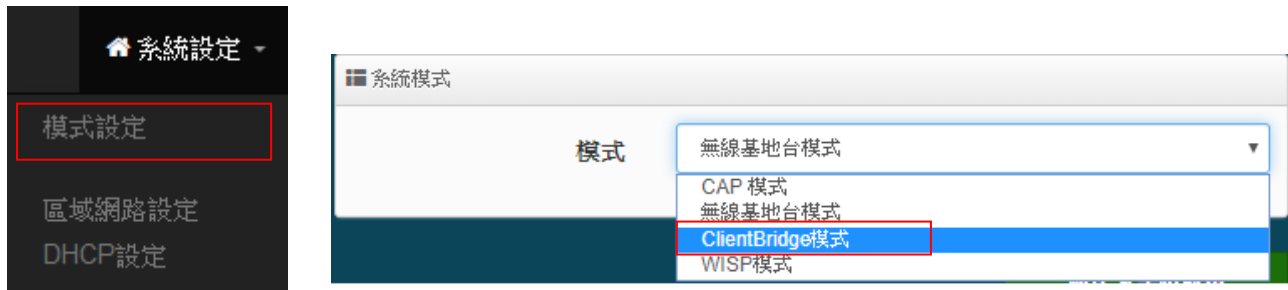 系統設定
模式設定
區域網路設定
DHCP設定
系統模式
模式
無線基地台模式
CAP 模式
無線基地台模式
ClientBridge模式
WISP模式